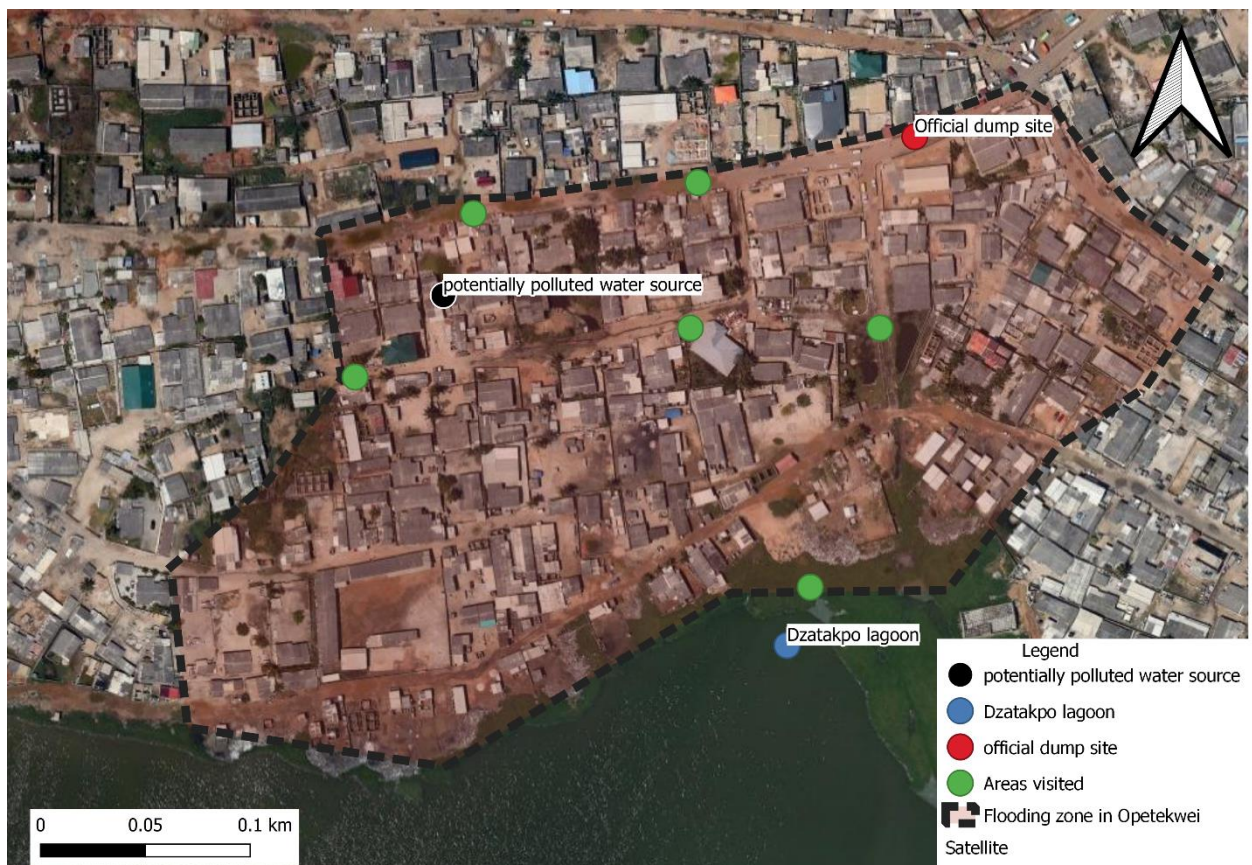 Official dump site
potentially polluted water source
Dzatakpo lagoon
Legend
potentially polluted water source
Dzatakpo lagoon
official dump site
Areas visited
Flooding zone in Opetekwei
Satellite
0 0.05 0.1 km